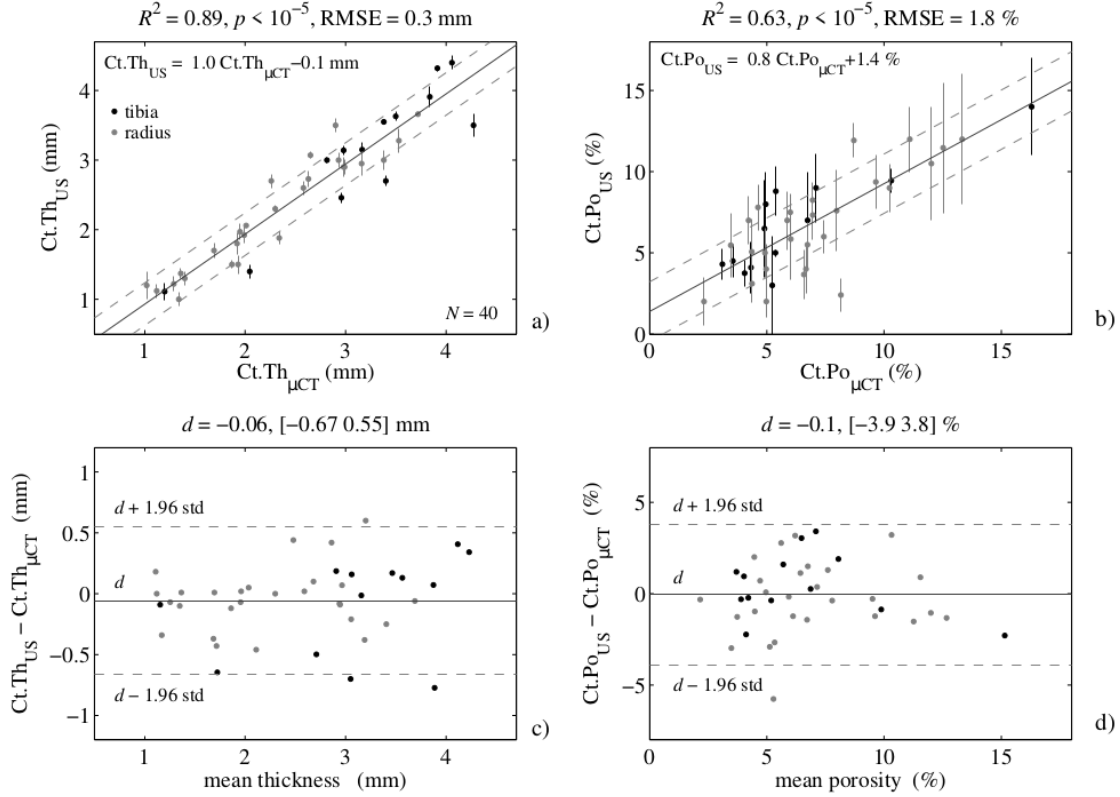 R² = 0.89, p < 10⁻⁵, RMSE = 0.3 mm
Ct.Th_US = 1.0 Ct.Th_μCT−0.1 mm
tibia
radius
N = 40
a)
4
3
2
1
Ct.Th_US (mm)
1 2 3 4
Ct.Th_μCT (mm)
R² = 0.63, p < 10⁻⁵, RMSE = 1.8 %
Ct.Po_US = 0.8 Ct.Po_μCT+1.4 %
b)
15
10
5
0
Ct.Po_US (%)
0 5 10 15
Ct.Po_μCT (%)
d = −0.06, [−0.67 0.55] mm
d + 1.96 std
d
d − 1.96 std
c)
1
0.5
0
−0.5
−1
Ct.Th_US − Ct.Th_μCT (mm)
1 2 3 4
mean thickness (mm)
d = −0.1, [−3.9 3.8] %
d + 1.96 std
d
d − 1.96 std
d)
5
0
−5
Ct.Po_US − Ct.Po_μCT (%)
0 5 10 15
mean porosity (%)